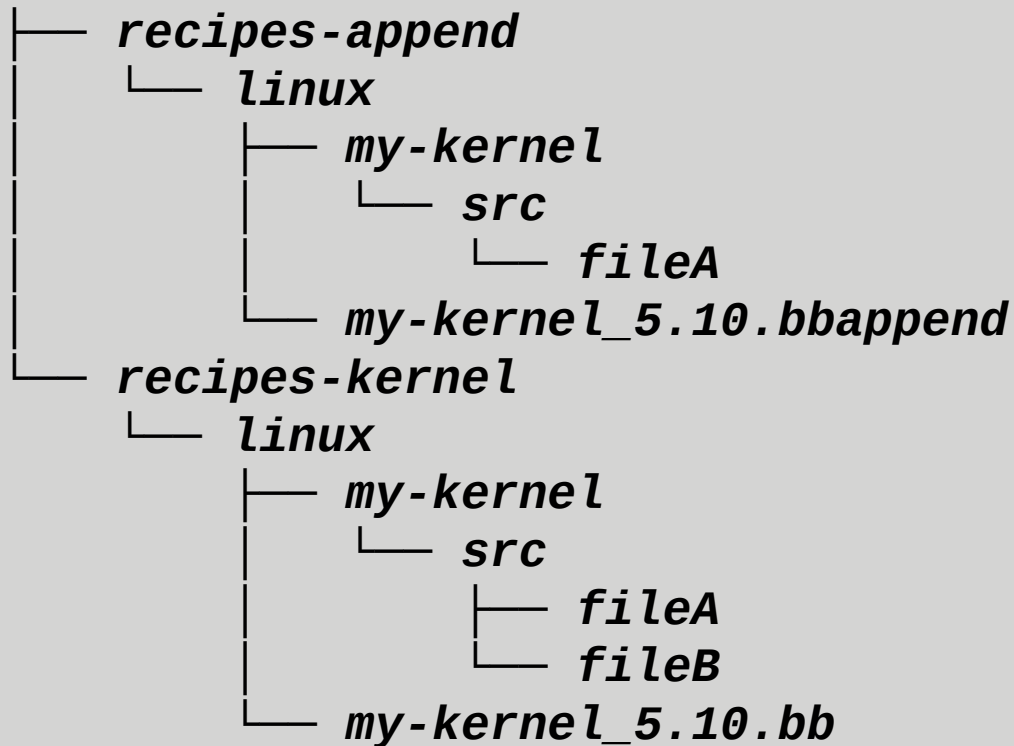 ├── recipes-append
│   └── linux
│       ├── my-kernel
│       │   └── src
│       │       └── fileA
│       └── my-kernel_5.10.bbappend
└── recipes-kernel
    └── linux
        ├── my-kernel
        │   └── src
        │       ├── fileA
        │       └── fileB
        └── my-kernel_5.10.bb